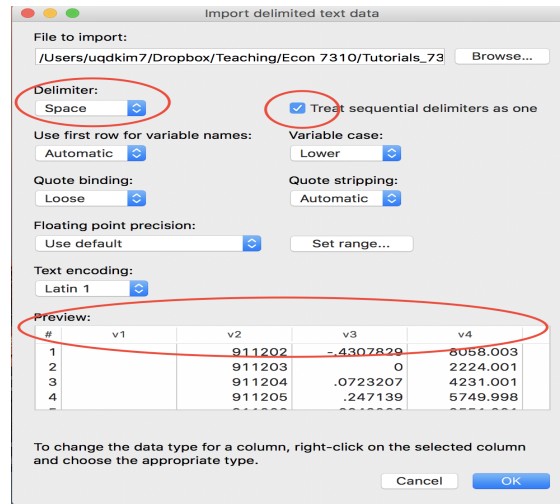 Import delimited text data
File to import:
/Users/uqdkim7/Dropbox/Teaching/Econ 7310/Tutorials_73 Browse...
Delimiter:
Space Treat sequential delimiters as one
Use first row for variable names: Variable case:
Automatic Lower
Quote binding: Quote stripping:
Loose Automatic
Floating point precision:
Use default Set range...
Text encoding:
Latin 1
Preview:
# v1 v2 v3 v4
1 911202 -.4307829 8058.003
2 911203 0 2224.001
3 911204 .0723207 4231.001
4 911205 .247139 5749.998
To change the data type for a column, right-click on the selected column
and choose the appropriate type.
Cancel OK